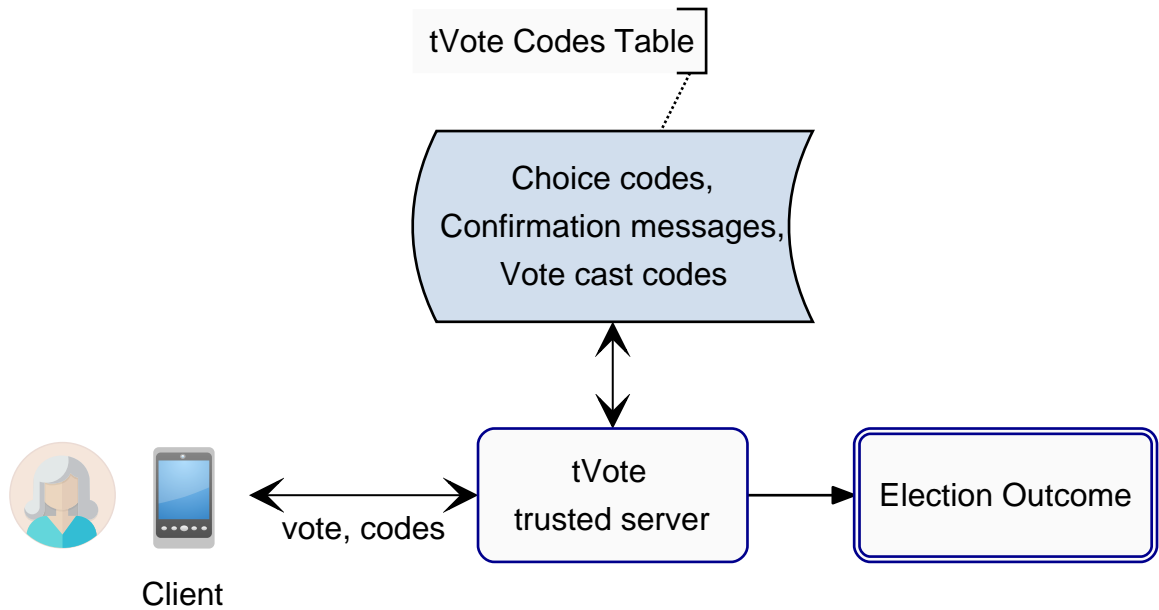 tVote Codes Table
Choice codes,
Confirmation messages,
Vote cast codes
tVote
trusted server
Election Outcome
vote, codes
Client